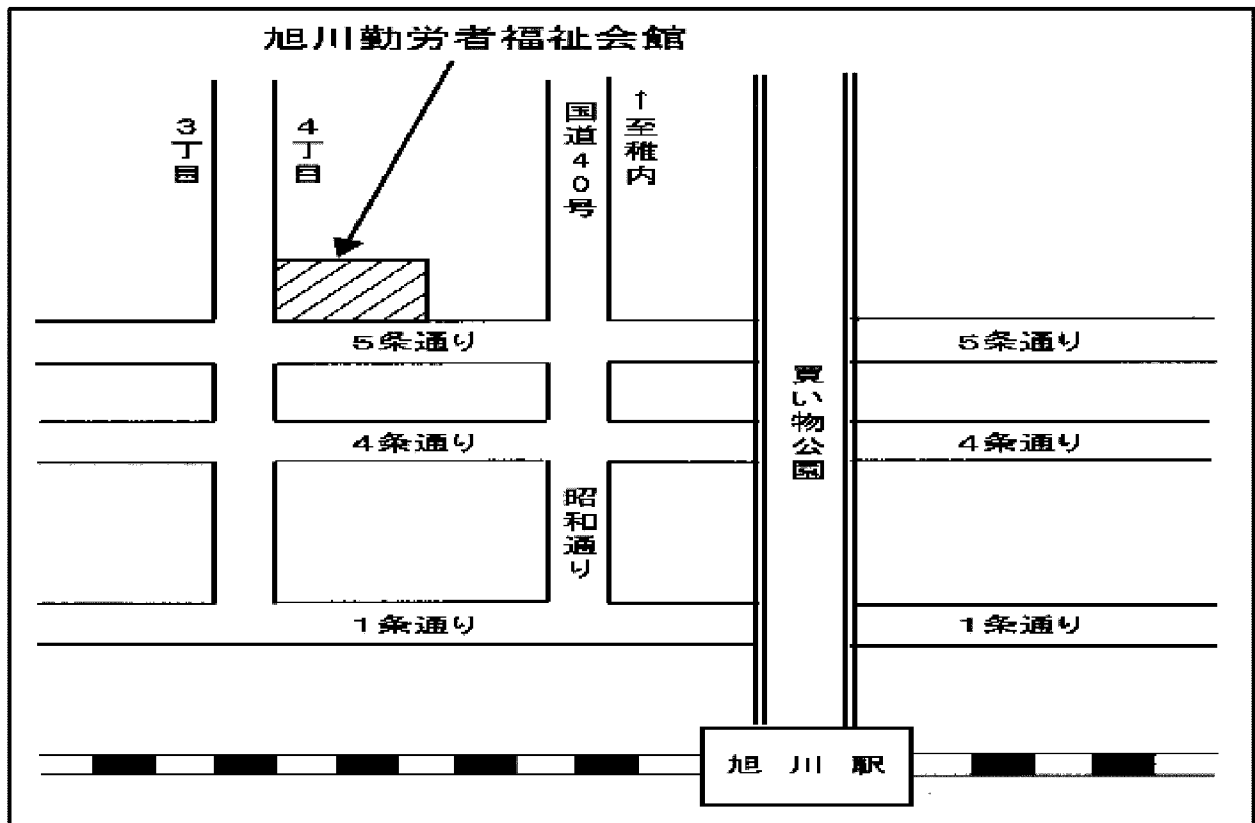 旭川勤労者福祉会館
3丁目
4丁目
国道40号
↑至稚内
5条通り
5条通り
買い物公園
4条通り
4条通り
昭和通り
1条通り
1条通り
旭川駅